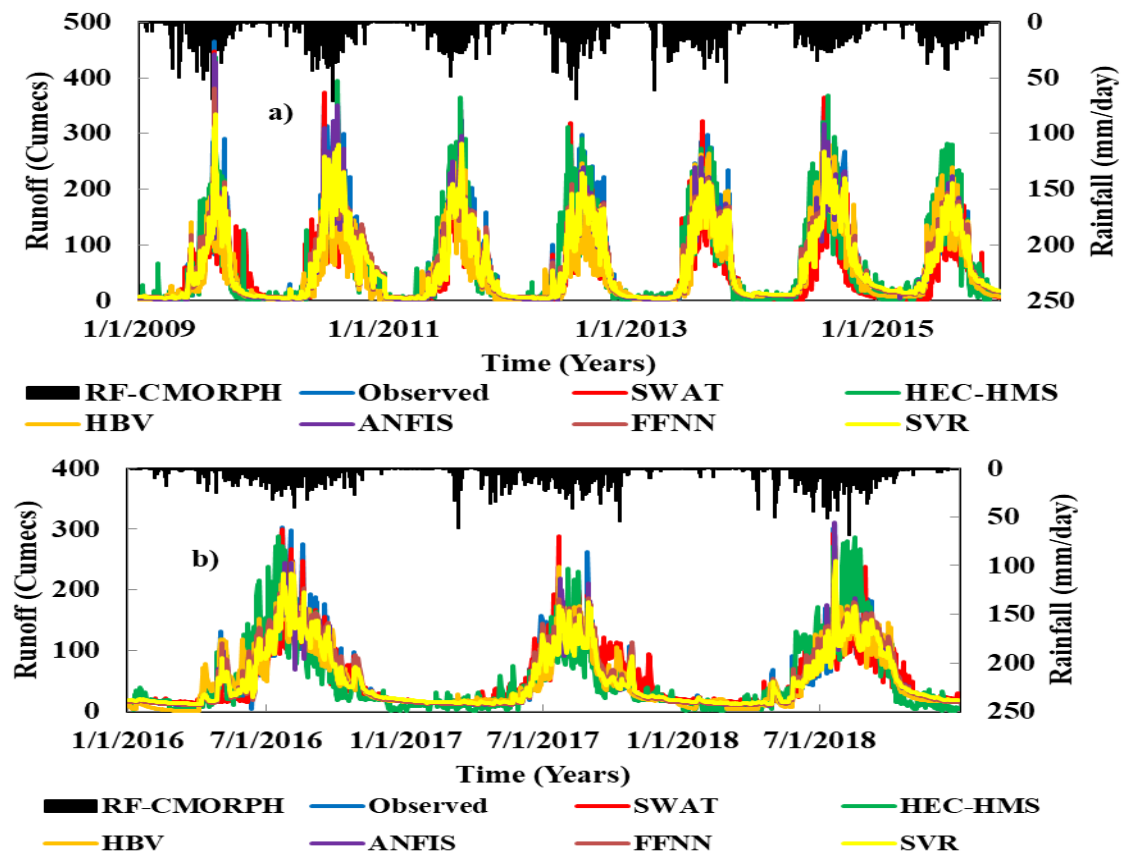 500
400
300
200
100
0
Runoff (Cumecs)
a)
0
50
100
150
200
250
Rainfall (mm/day)
1/1/2009 1/1/2011 1/1/2013 1/1/2015
Time (Years)
RF-CMORPH Observed SWAT HEC-HMS
HBV ANFIS FFNN SVR
400
300
200
100
0
Runoff (Cumecs)
b)
0
50
100
150
200
250
Rainfall (mm/day)
1/1/2016 7/1/2016 1/1/2017 7/1/2017 1/1/2018 7/1/2018
Time (Years)
RF-CMORPH Observed SWAT HEC-HMS
HBV ANFIS FFNN SVR